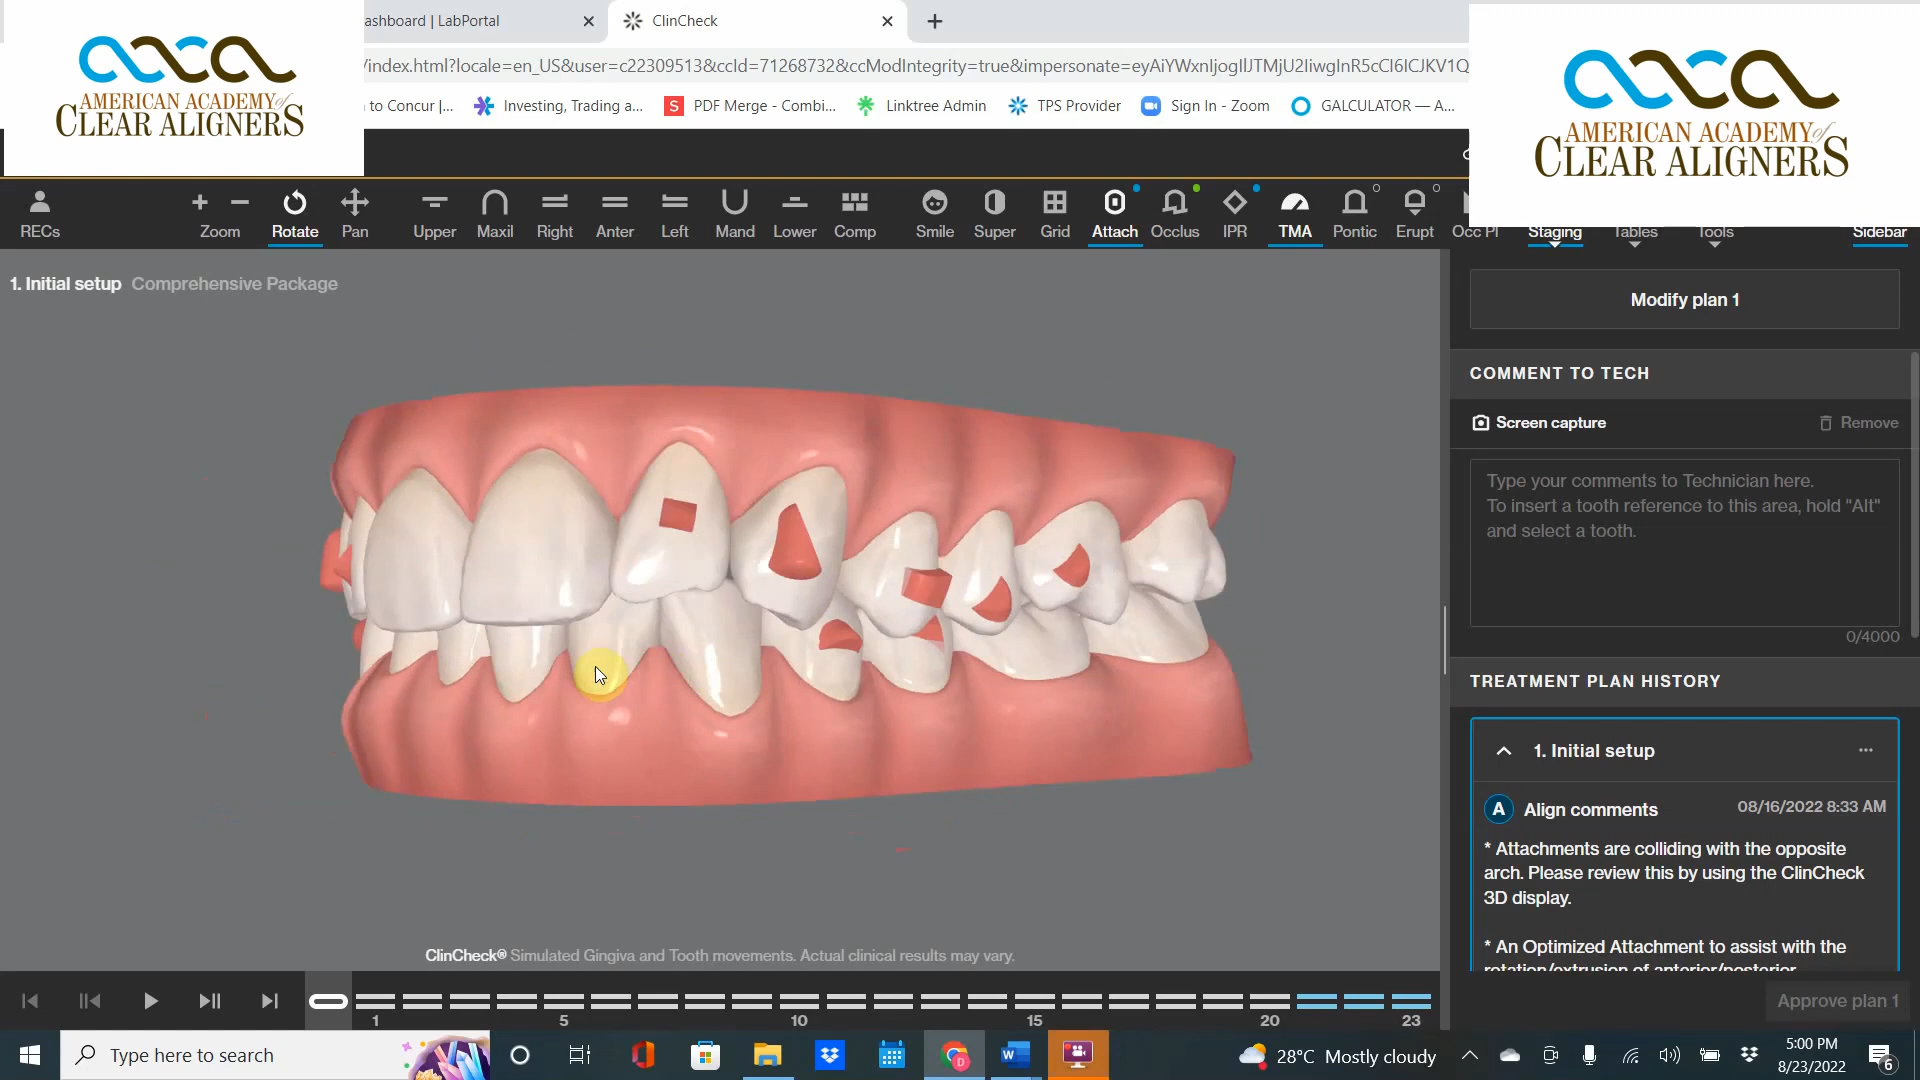 ashboard | LabPortal
ClinCheck
/index.html?locale=en_US&user=c22309513&ccId=71268732&ccModIntegrity=true&impersonate=eyAiYWxnIjogIlJTMjU2IiwgInR5cCI6ICJKV1Q
to Concur |...
Investing, Trading a...
PDF Merge - Combi...
Linktree Admin
TPS Provider
Sign In - Zoom
GALCULATOR — A...
AMERICAN ACADEMY of
CLEAR ALIGNERS
AMERICAN ACADEMY of
CLEAR ALIGNERS
RECs
Zoom
Rotate
Pan
Upper
Maxil
Right
Anter
Left
Mand
Lower
Comp
Smile
Super
Grid
Attach
Occlus
IPR
TMA
Pontic
Erupt
Occ Pl
Staging
Tables
Tools
Sidebar
1. Initial setup Comprehensive Package
Modify plan 1
COMMENT TO TECH
Screen capture
Remove
Type your comments to Technician here.
To insert a tooth reference to this area, hold "Alt"
and select a tooth.
0/4000
TREATMENT PLAN HISTORY
1. Initial setup
A Align comments
08/16/2022 8:33 AM
* Attachments are colliding with the opposite
arch. Please review this by using the ClinCheck
3D display.
* An Optimized Attachment to assist with the
rotation/extrusion of anterior/posterior
ClinCheck® Simulated Gingiva and Tooth movements. Actual clinical results may vary.
1
5
10
15
20
23
Approve plan 1
Type here to search
28°C Mostly cloudy
5:00 PM
8/23/2022
6